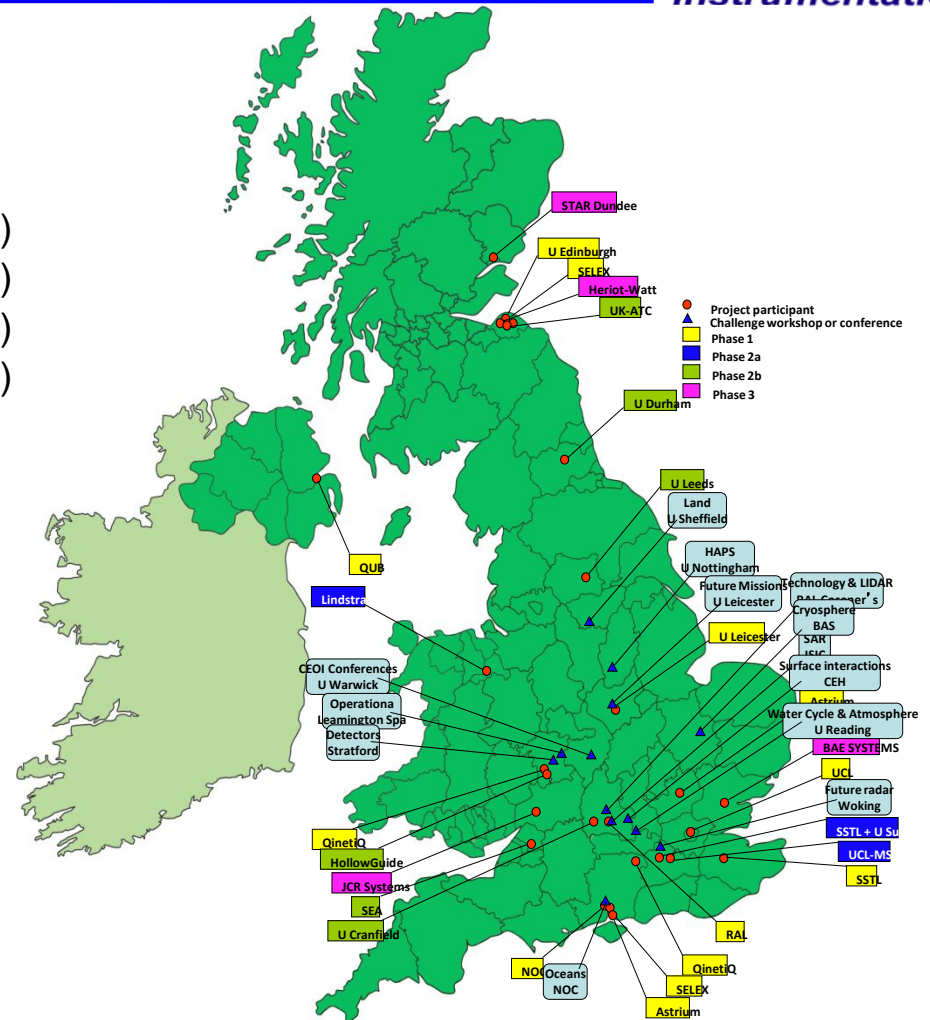 )
)
)
)
STAR Dundee
U Edinburgh
SELEX
Heriot-Watt
UK-ATC
Project participant
Challenge workshop or conference
Phase 1
Phase 2a
Phase 2b
Phase 3
U Durham
U Leeds
Land
U Sheffield
HAPS
U Nottingham
Future Missions
U Leicester
Technology & LIDAR
Cryosphere
BAS
SAR
U Leicester
Surface interactions
CEH
Astrium
Water Cycle & Atmosphere
U Reading
BAE SYSTEMS
UCL
Future radar
Woking
SSTL + U Su
UCL-MS
SSTL
QUB
Lindstra
CEOI Conferences
U Warwick
Operationa
Leamington Spa
Detectors
Stratford
QinetiQ
HollowGuide
JCR Systems
SEA
U Cranfield
RAL
QinetiQ
NOC
Oceans
NOC
SELEX
Astrium